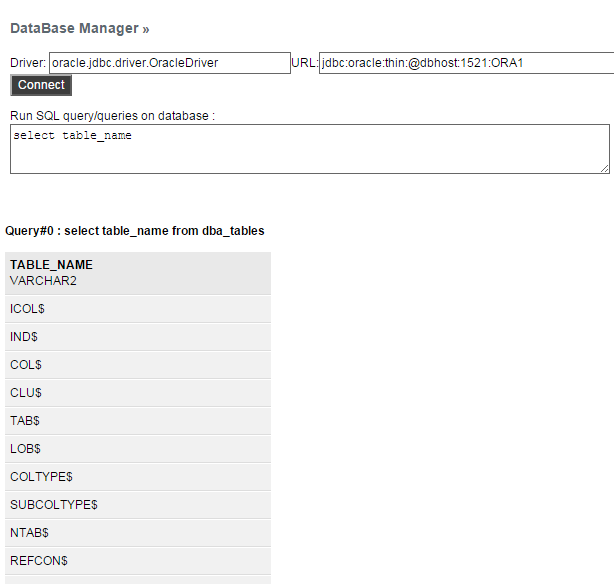 DataBase Manager »
Driver: oracle.jdbc.driver.OracleDriver URL: jdbc:oracle:thin:@dbhost:1521:ORA1
Connect
Run SQL query/queries on database :
select table_name
Query#0 : select table_name from dba_tables
TABLE_NAME
VARCHAR2
ICOL$
IND$
COL$
CLU$
TAB$
LOB$
COLTYPE$
SUBCOLTYPE$
NTAB$
REFCON$